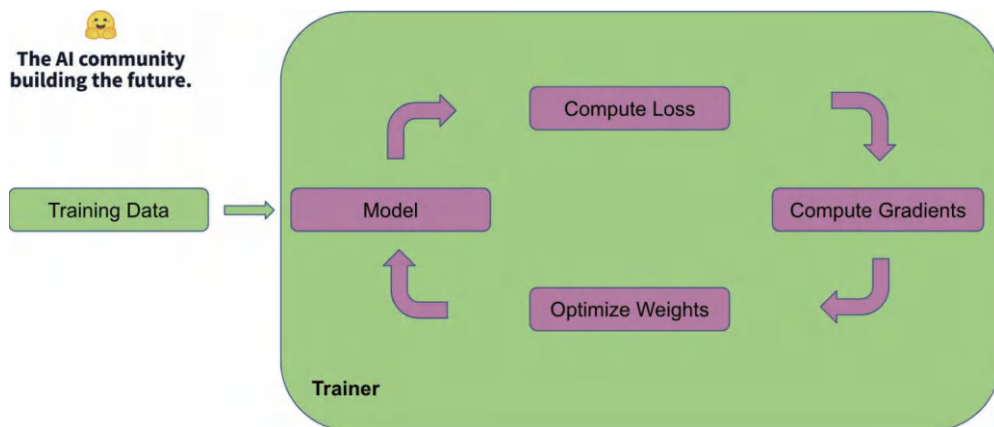 The AI community
building the future.
Compute Loss
Training Data
Model
Compute Gradients
Optimize Weights
Trainer